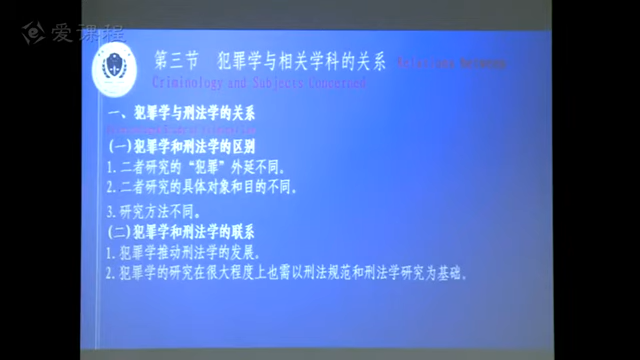 爱课程
第三节 犯罪学与相关学科的关系
Criminology and Subjects Concerned
一、犯罪学与刑法学的关系
(一)犯罪学和刑法学的区别
1.二者研究的“犯罪”外延不同。
2.二者研究的具体对象和目的不同。
3.研究方法不同。
(二)犯罪学和刑法学的联系
1.犯罪学推动刑法学的发展。
2.犯罪学的研究在很大程度上也需以刑法规范和刑法学研究为基础。